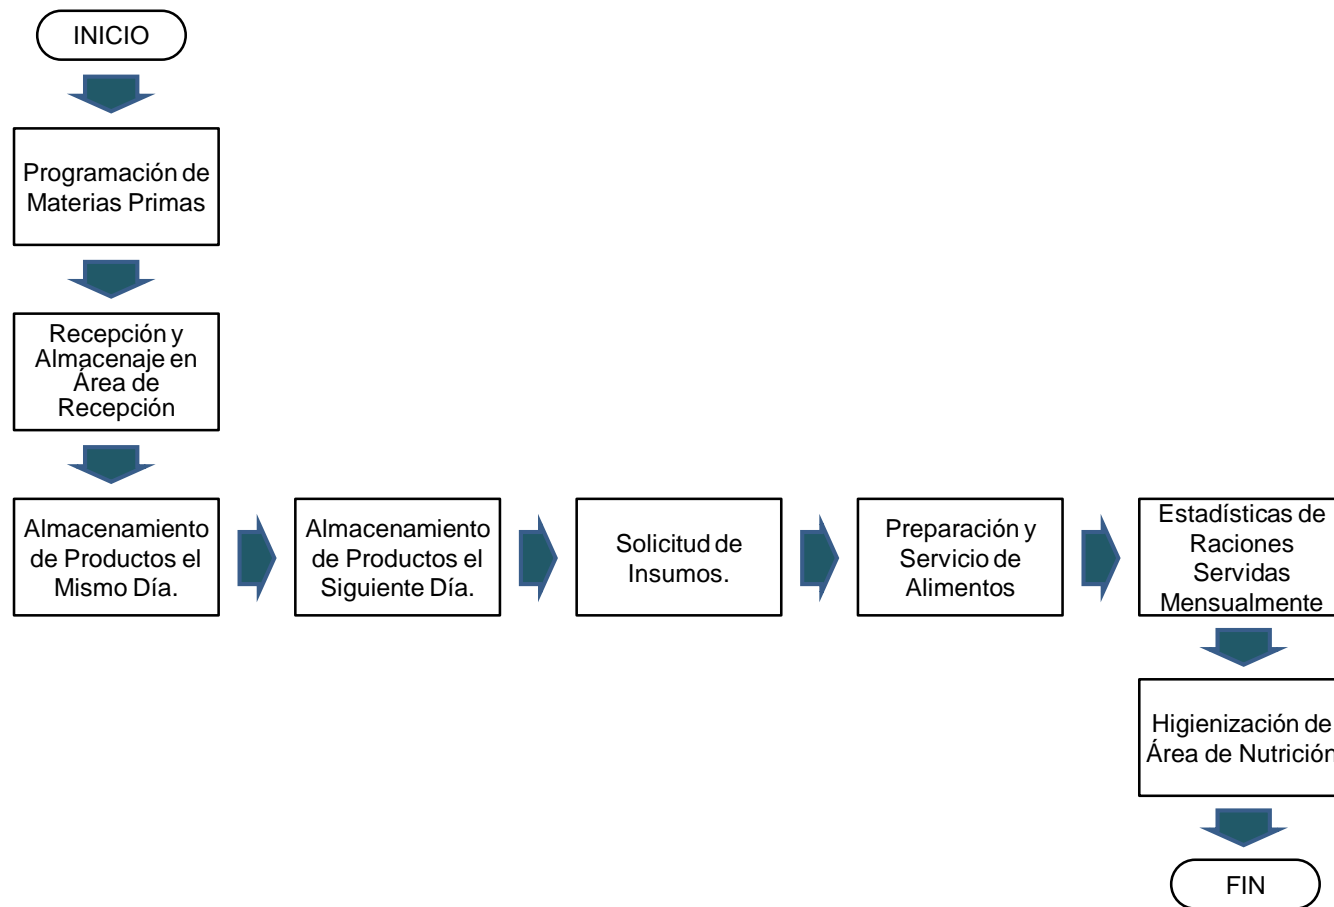 INICIO
Programación de
Materias Primas
Recepción y
Almacenaje en
Área de
Recepción
Almacenamiento
de Productos el
Mismo Día.
Almacenamiento
de Productos el
Siguiente Día.
Solicitud de
Insumos.
Preparación y
Servicio de
Alimentos
Estadísticas de
Raciones
Servidas
Mensualmente
Higienización de
Área de Nutrición
FIN